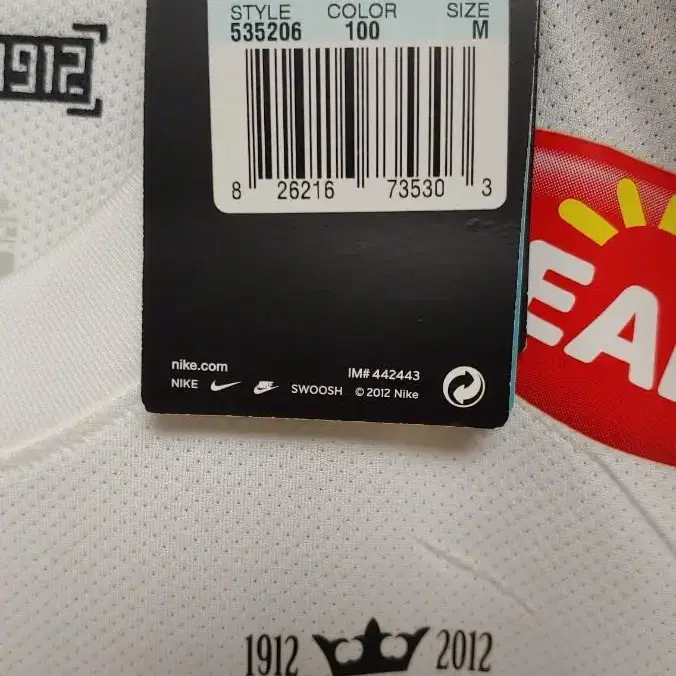 STYLE COLOR SIZE
535206 100 M
1912
8 26216 73530 3
EA
nike.com
IM# 442443
NIKE SWOOSH © 2012 Nike
1912 2012